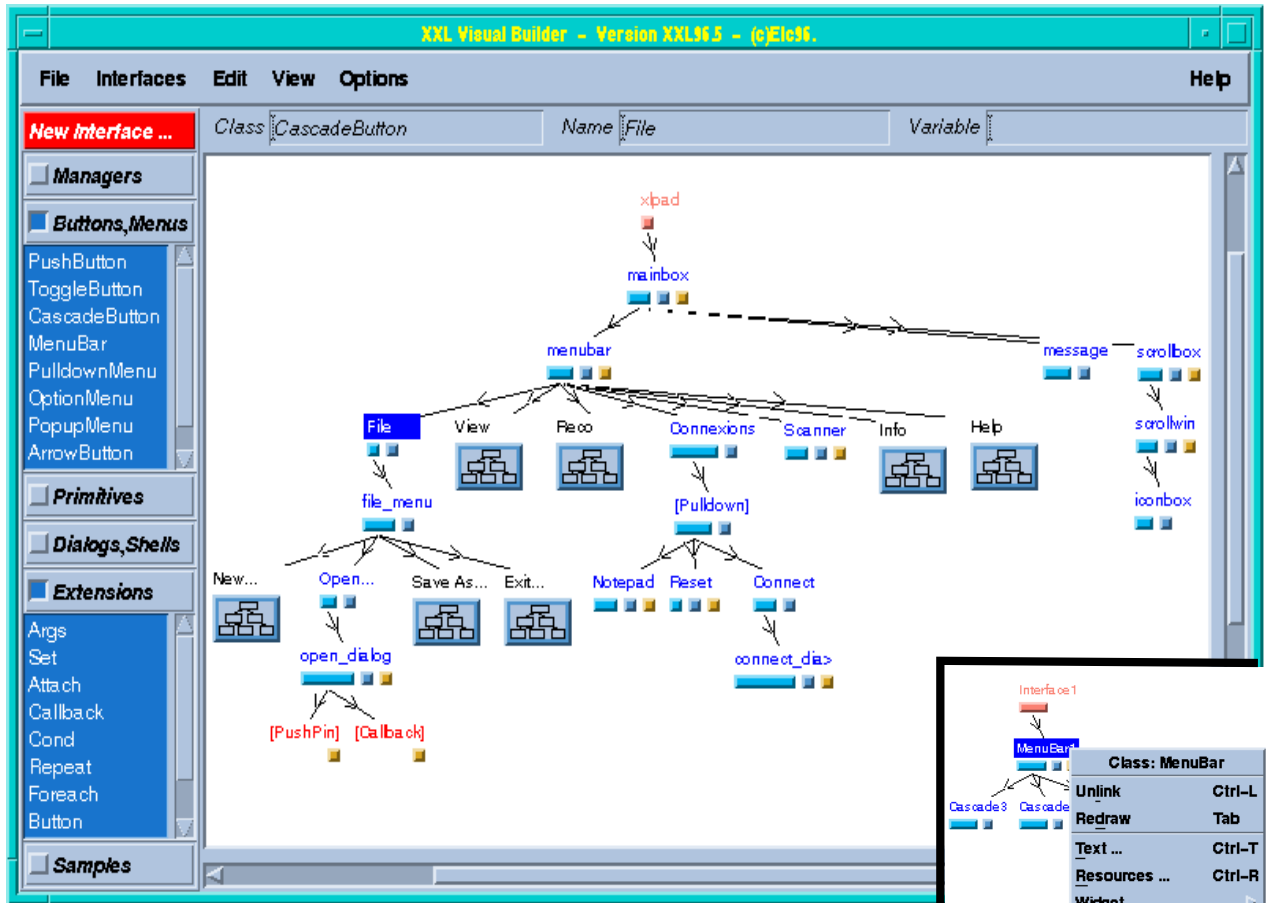 XXL Visual Builder - Version XXL96.5 - (c)Elc96.
File Interfaces Edit View Options Help
New Interface ...
Class CascadeButton Name File Variable
Managers
Buttons,Menus
PushButton
ToggleButton
CascadeButton
MenuBar
PulldownMenu
OptionMenu
PopupMenu
ArrowButton
Primitives
Dialogs,Shells
Extensions
Args
Set
Attach
Callback
Cond
Repeat
Foreach
Button
Samples
xlpad
mainbox
menubar message scrollbox
File View Reco Connexions Scanner Info Help scrollwin
file_menu [Pulldown] iconbox
New... Open... Save As... Exit... Notepad Reset Connect
open_dialog connect_dia>
[PushPin] [Callback]
Interface1
MenuBar1
Cascade3 Cascade
Class: MenuBar
Unlink Ctrl-L
Redraw Tab
Text ... Ctrl-T
Resources ... Ctrl-R
Widget